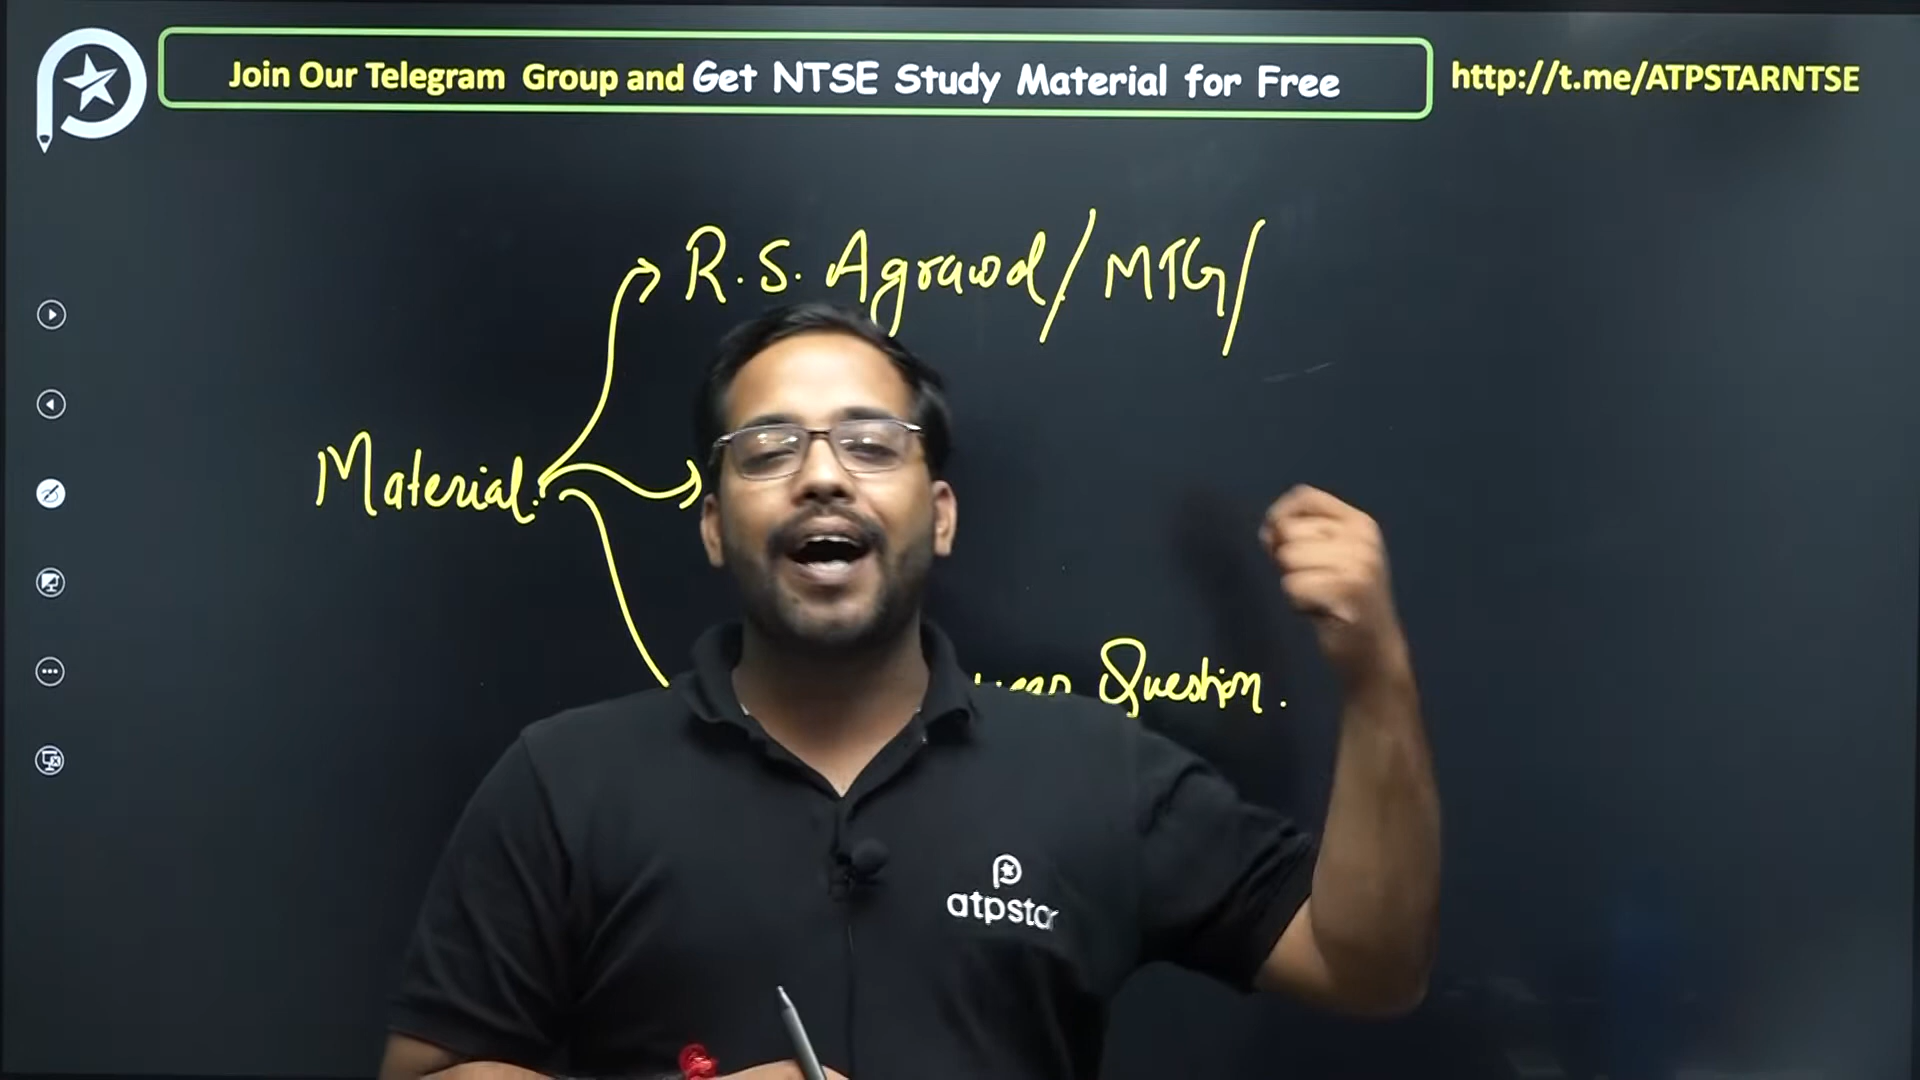 Join Our Telegram Group and Get NTSE Study Material for Free
http://t.me/ATPSTARNTSE
R.S. Agrawal/MTG/
Material
Question.
atpstar